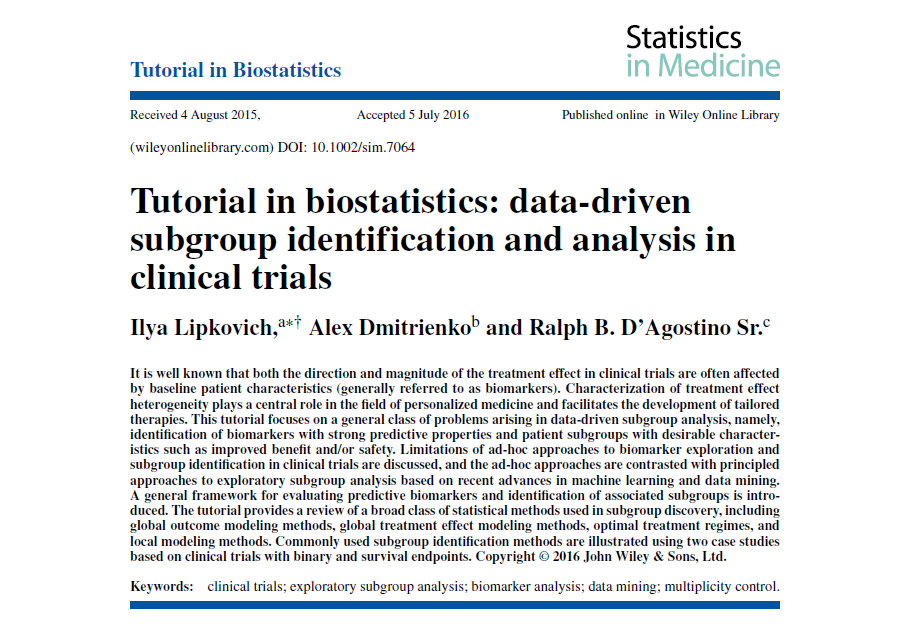 Statistics
in Medicine
Tutorial in Biostatistics
Received 4 August 2015, Accepted 5 July 2016 Published online in Wiley Online Library
(wileyonlinelibrary.com) DOI: 10.1002/sim.7064
Tutorial in biostatistics: data-driven
subgroup identification and analysis in
clinical trials
Ilya Lipkovich,a*† Alex Dmitrienkob and Ralph B. D'Agostino Sr.c
It is well known that both the direction and magnitude of the treatment effect in clinical trials are often affected
by baseline patient characteristics (generally referred to as biomarkers). Characterization of treatment effect
heterogeneity plays a central role in the field of personalized medicine and facilitates the development of tailored
therapies. This tutorial focuses on a general class of problems arising in data-driven subgroup analysis, namely,
identification of biomarkers with strong predictive properties and patient subgroups with desirable character-
istics such as improved benefit and/or safety. Limitations of ad-hoc approaches to biomarker exploration and
subgroup identification in clinical trials are discussed, and the ad-hoc approaches are contrasted with principled
approaches to exploratory subgroup analysis based on recent advances in machine learning and data mining.
A general framework for evaluating predictive biomarkers and identification of associated subgroups is intro-
duced. The tutorial provides a review of a broad class of statistical methods used in subgroup discovery, including
global outcome modeling methods, global treatment effect modeling methods, optimal treatment regimes, and
local modeling methods. Commonly used subgroup identification methods are illustrated using two case studies
based on clinical trials with binary and survival endpoints. Copyright © 2016 John Wiley & Sons, Ltd.
Keywords: clinical trials; exploratory subgroup analysis; biomarker analysis; data mining; multiplicity control.